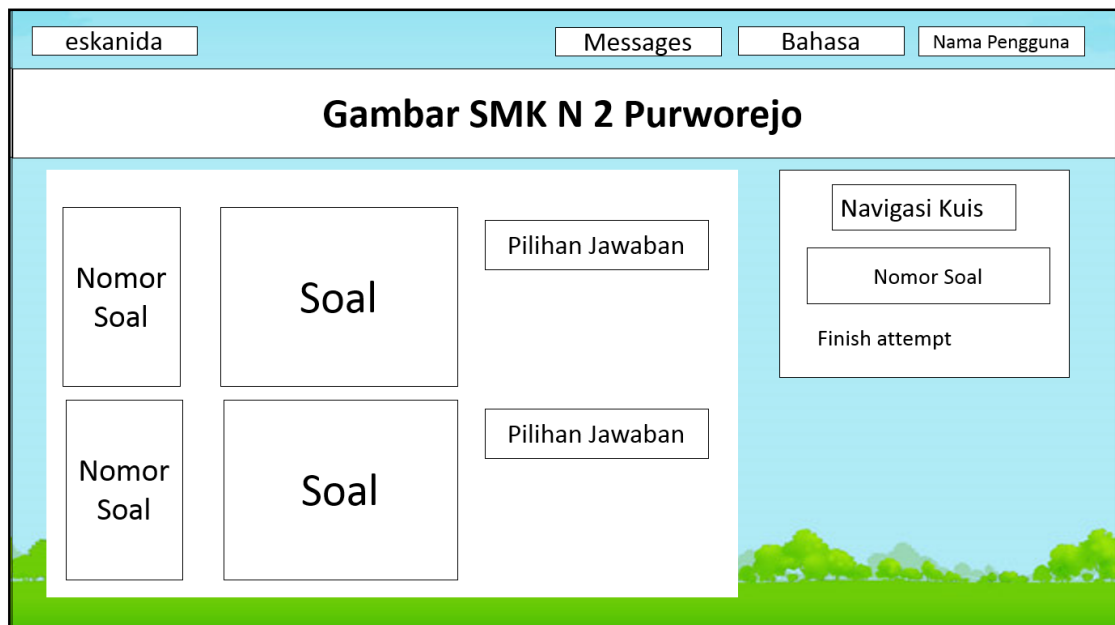 eskanida
Messages
Bahasa
Nama Pengguna
Gambar SMK N 2 Purworejo
Nomor
Soal
Soal
Pilihan Jawaban
Nomor
Soal
Soal
Pilihan Jawaban
Navigasi Kuis
Nomor Soal
Finish attempt